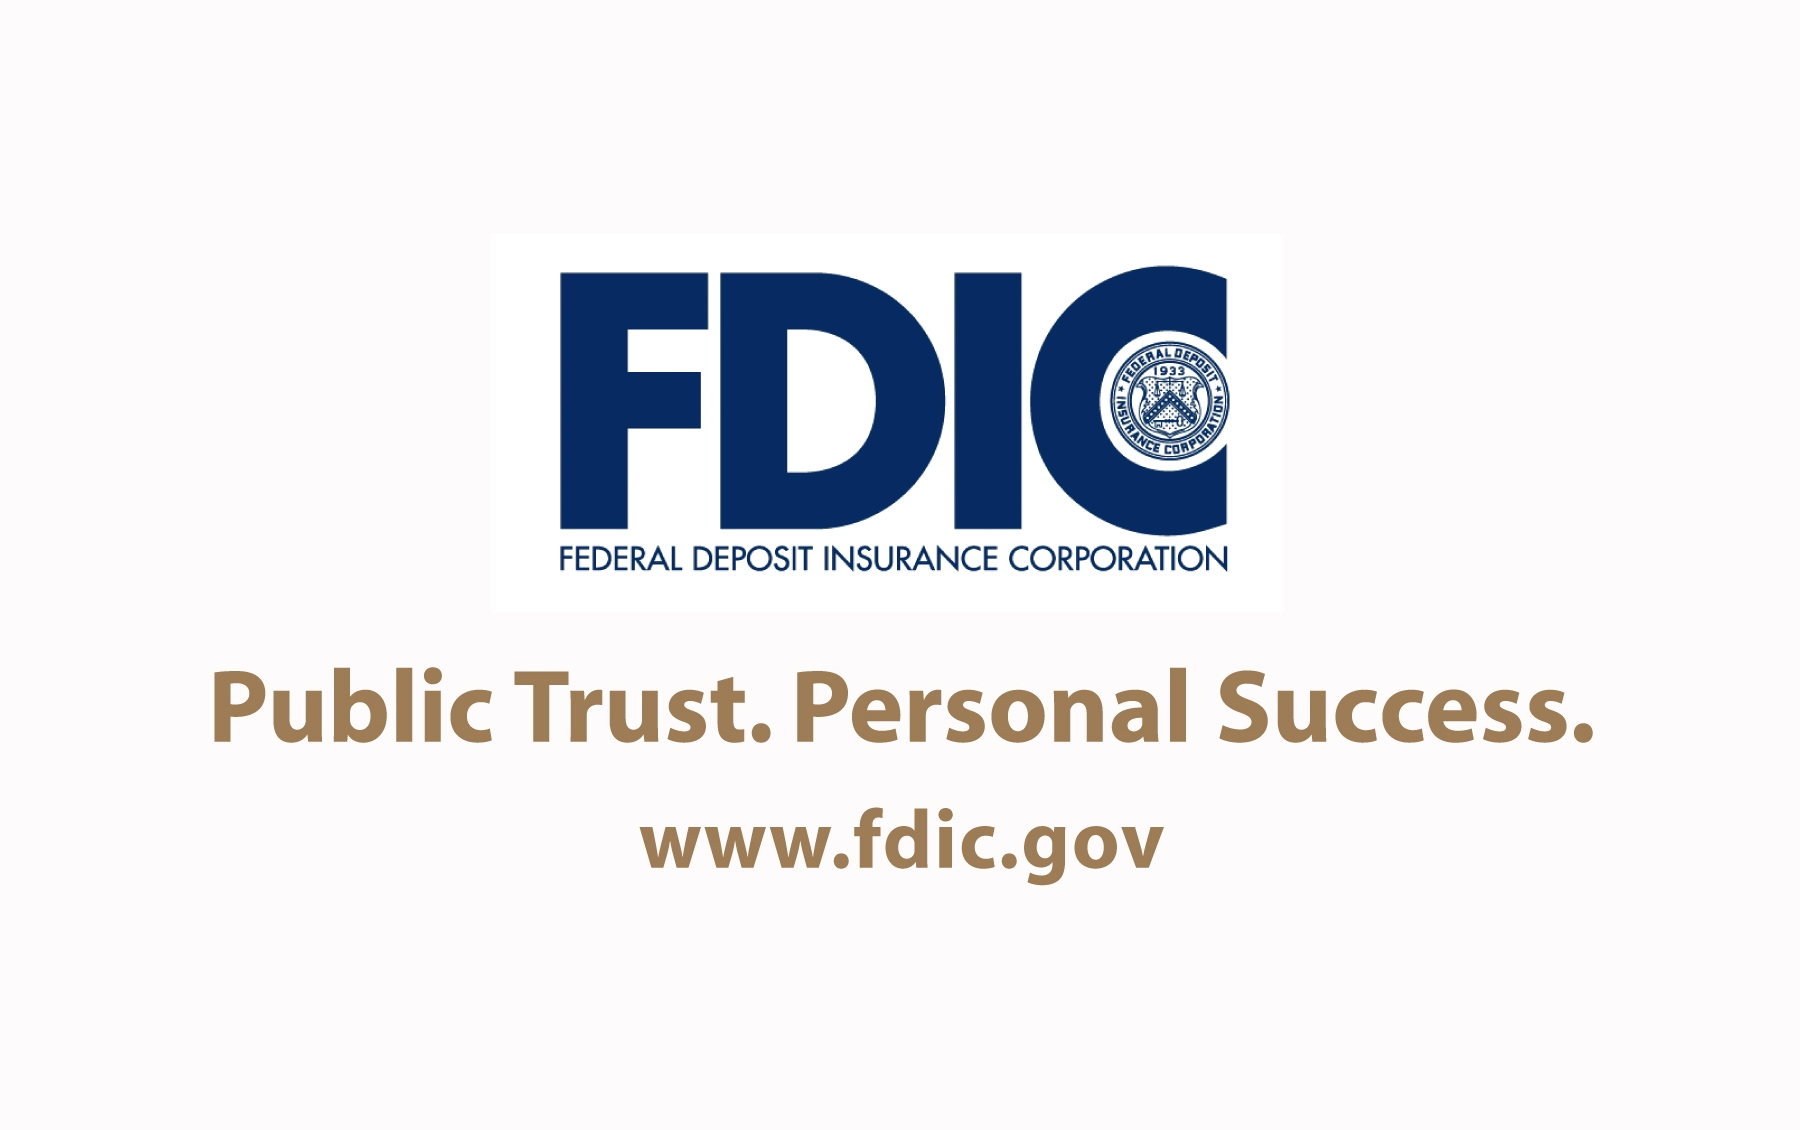 FDIC
FEDERAL DEPOSIT
1933
INSURANCE CORPORATION
FEDERAL DEPOSIT INSURANCE CORPORATION
Public Trust. Personal Success.
www.fdic.gov